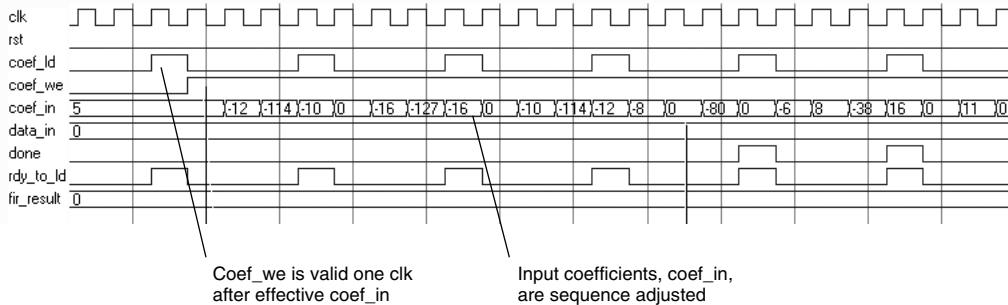 clk
rst
coef_ld
coef_we
coef_in 5 -12 -114 -10 0 -16 -127 -16 0 -10 -114 -12 -8 0 -80 0 -6 8 -38 16 0 11 0
data_in 0
done
rdy_to_ld
fir_result 0
Coef_we is valid one clk
after effective coef_in
Input coefficients, coef_in,
are sequence adjusted